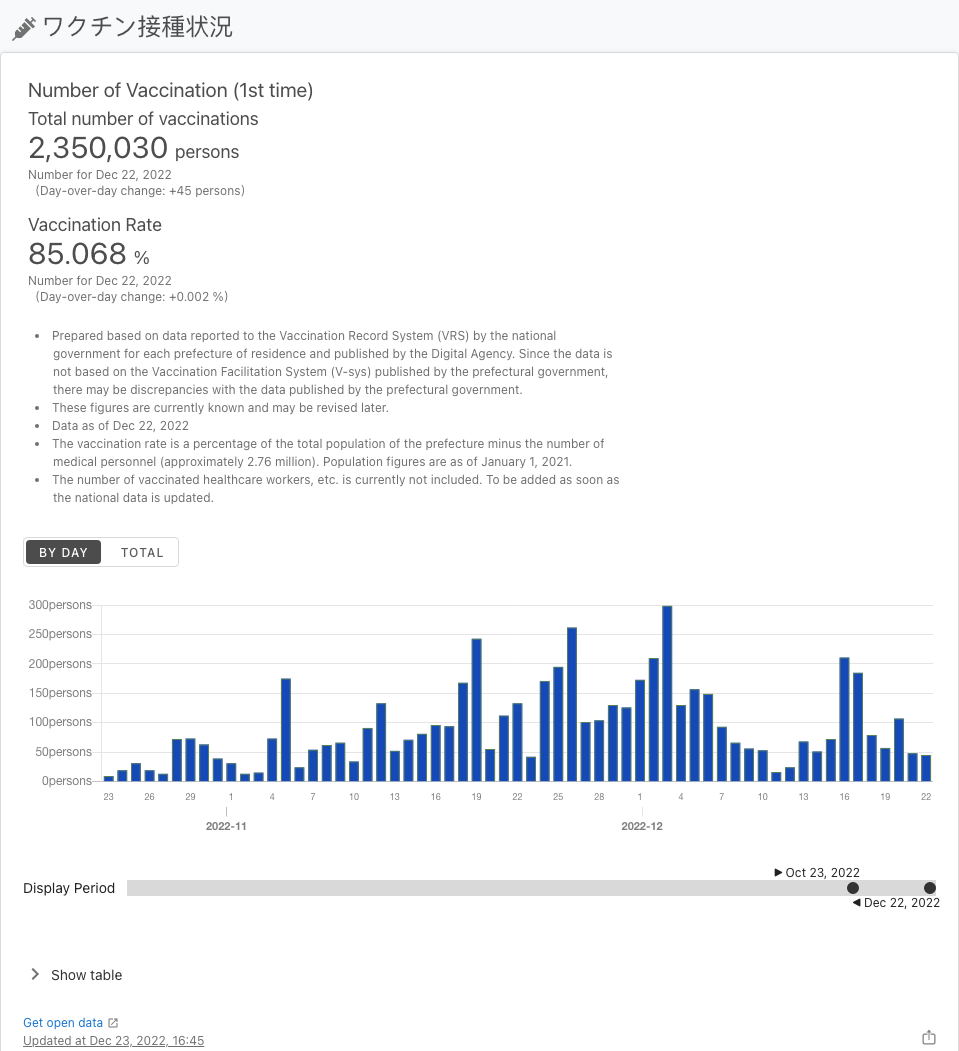 ワクチン接種状況
Number of Vaccination (1st time)
Total number of vaccinations
2,350,030 persons
Number for Dec 22, 2022
(Day-over-day change: +45 persons)
Vaccination Rate
85.068 %
Number for Dec 22, 2022
(Day-over-day change: +0.002 %)
• Prepared based on data reported to the Vaccination Record System (VRS) by the national
government for each prefecture of residence and published by the Digital Agency. Since the data is
not based on the Vaccination Facilitation System (V-sys) published by the prefectural government,
there may be discrepancies with the data published by the prefectural government.
• These figures are currently known and may be revised later.
• Data as of Dec 22, 2022
• The vaccination rate is a percentage of the total population of the prefecture minus the number of
medical personnel (approximately 2.76 million). Population figures are as of January 1, 2021.
• The number of vaccinated healthcare workers, etc. is currently not included. To be added as soon as
the national data is updated.
BY DAY TOTAL
300persons
250persons
200persons
150persons
100persons
50persons
0persons
23 26 29 1 4 7 10 13 16 19 22 25 28 1 4 7 10 13 16 19 22
2022-11 2022-12
Oct 23, 2022
Display Period
Dec 22, 2022
Show table
Get open data
Updated at Dec 23, 2022, 16:45